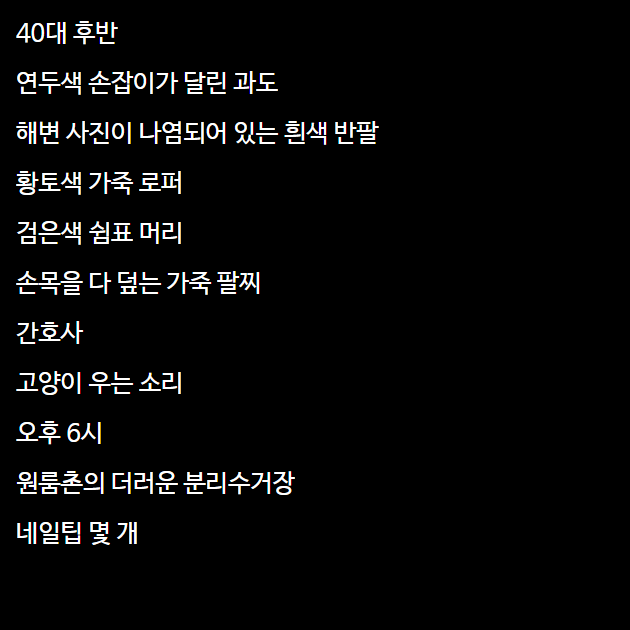 40대 후반
연두색 손잡이가 달린 과도
해변 사진이 나염되어 있는 흰색 반팔
황토색 가죽 로퍼
검은색 쉼표 머리
손목을 다 덮는 가죽 팔찌
간호사
고양이 우는 소리
오후 6시
원룸촌의 더러운 분리수거장
네일팁 몇 개